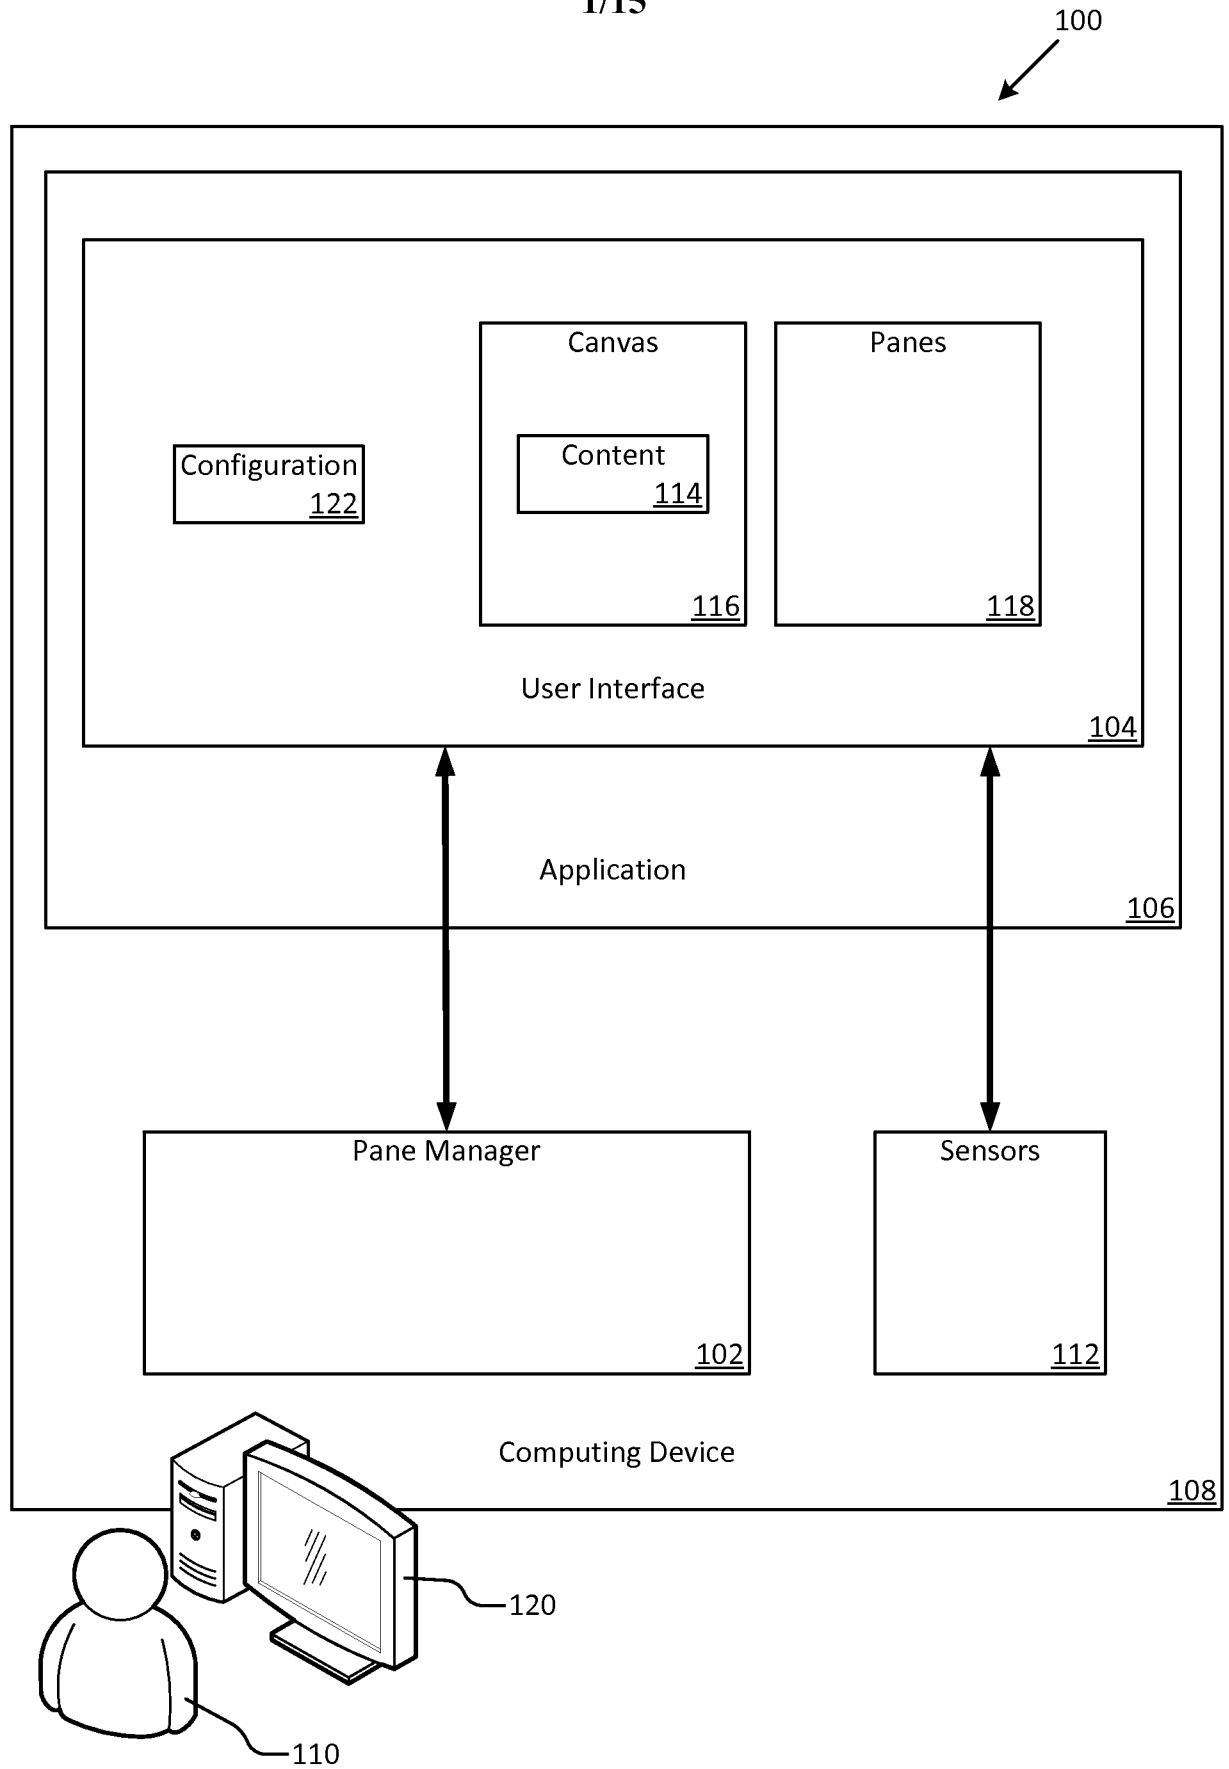 1/15
100
Canvas
Panes
Configuration
122
Content
114
116
118
User Interface
104
Application
106
Pane Manager
Sensors
102
112
Computing Device
108
120
110